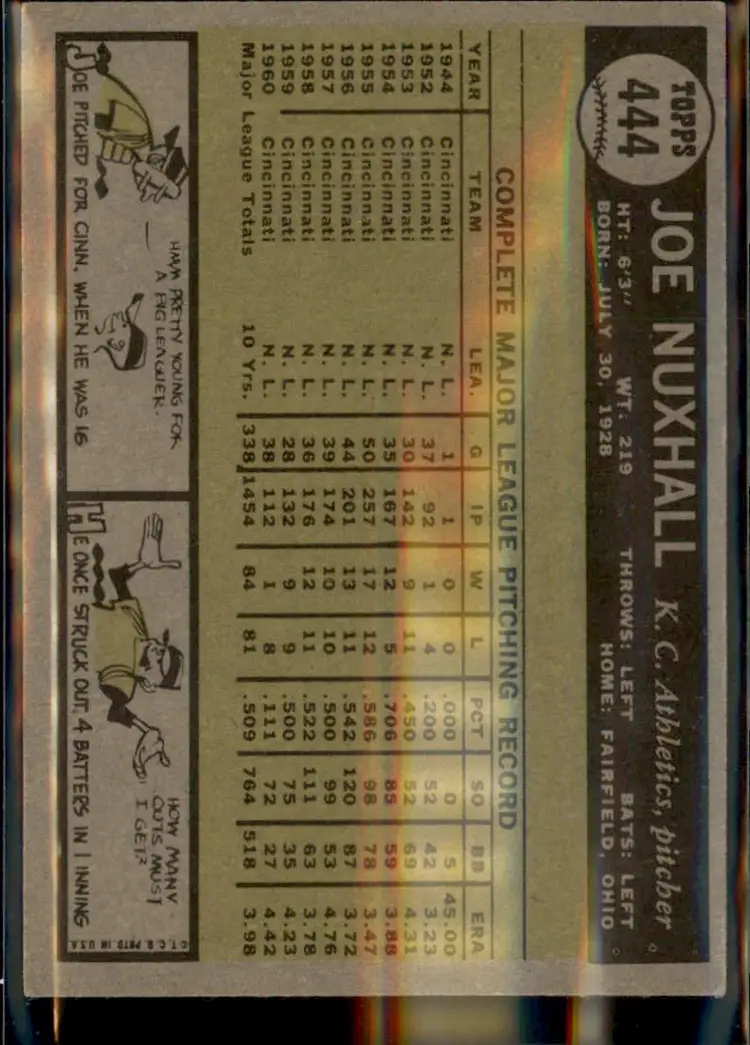 TOPPS
444
JOE NUXHALL K. C. Athletics, pitcher
HT: 6'3" WT: 219 THROWS: LEFT BATS: LEFT
BORN: JULY 30, 1928 HOME: FAIRFIELD, OHIO
COMPLETE MAJOR LEAGUE PITCHING RECORD
YEAR TEAM LEA. G IP W L PCT SO BB ERA
1944 Cincinnati N. L. 1 1 0 0 .000 0 5 45.00
1952 Cincinnati N. L. 37 92 1 4 .200 52 42 3.23
1953 Cincinnati N. L. 30 142 9 11 .450 52 69 4.31
1954 Cincinnati N. L. 35 167 12 5 .706 85 59 3.88
1955 Cincinnati N. L. 50 257 17 12 .586 98 78 3.47
1956 Cincinnati N. L. 44 201 13 11 .542 120 87 3.72
1957 Cincinnati N. L. 39 174 10 10 .500 99 53 4.76
1958 Cincinnati N. L. 36 176 12 11 .522 111 63 3.78
1959 Cincinnati N. L. 28 132 9 9 .500 75 35 4.23
1960 Cincinnati N. L. 38 112 1 8 .111 72 27 4.42
Major League Totals 10 Yrs. 338 1454 84 81 .509 764 518 3.98
HMM PRETTY YOUNG FOR
A BIG LEAGUER.
JOE PITCHED FOR CINN. WHEN HE WAS 16
HOW MANY
OUTS MUST
I GET?
HE ONCE STRUCK OUT 4 BATTERS IN 1 INNING
©T.C.G. PRTD. IN U.S.A.